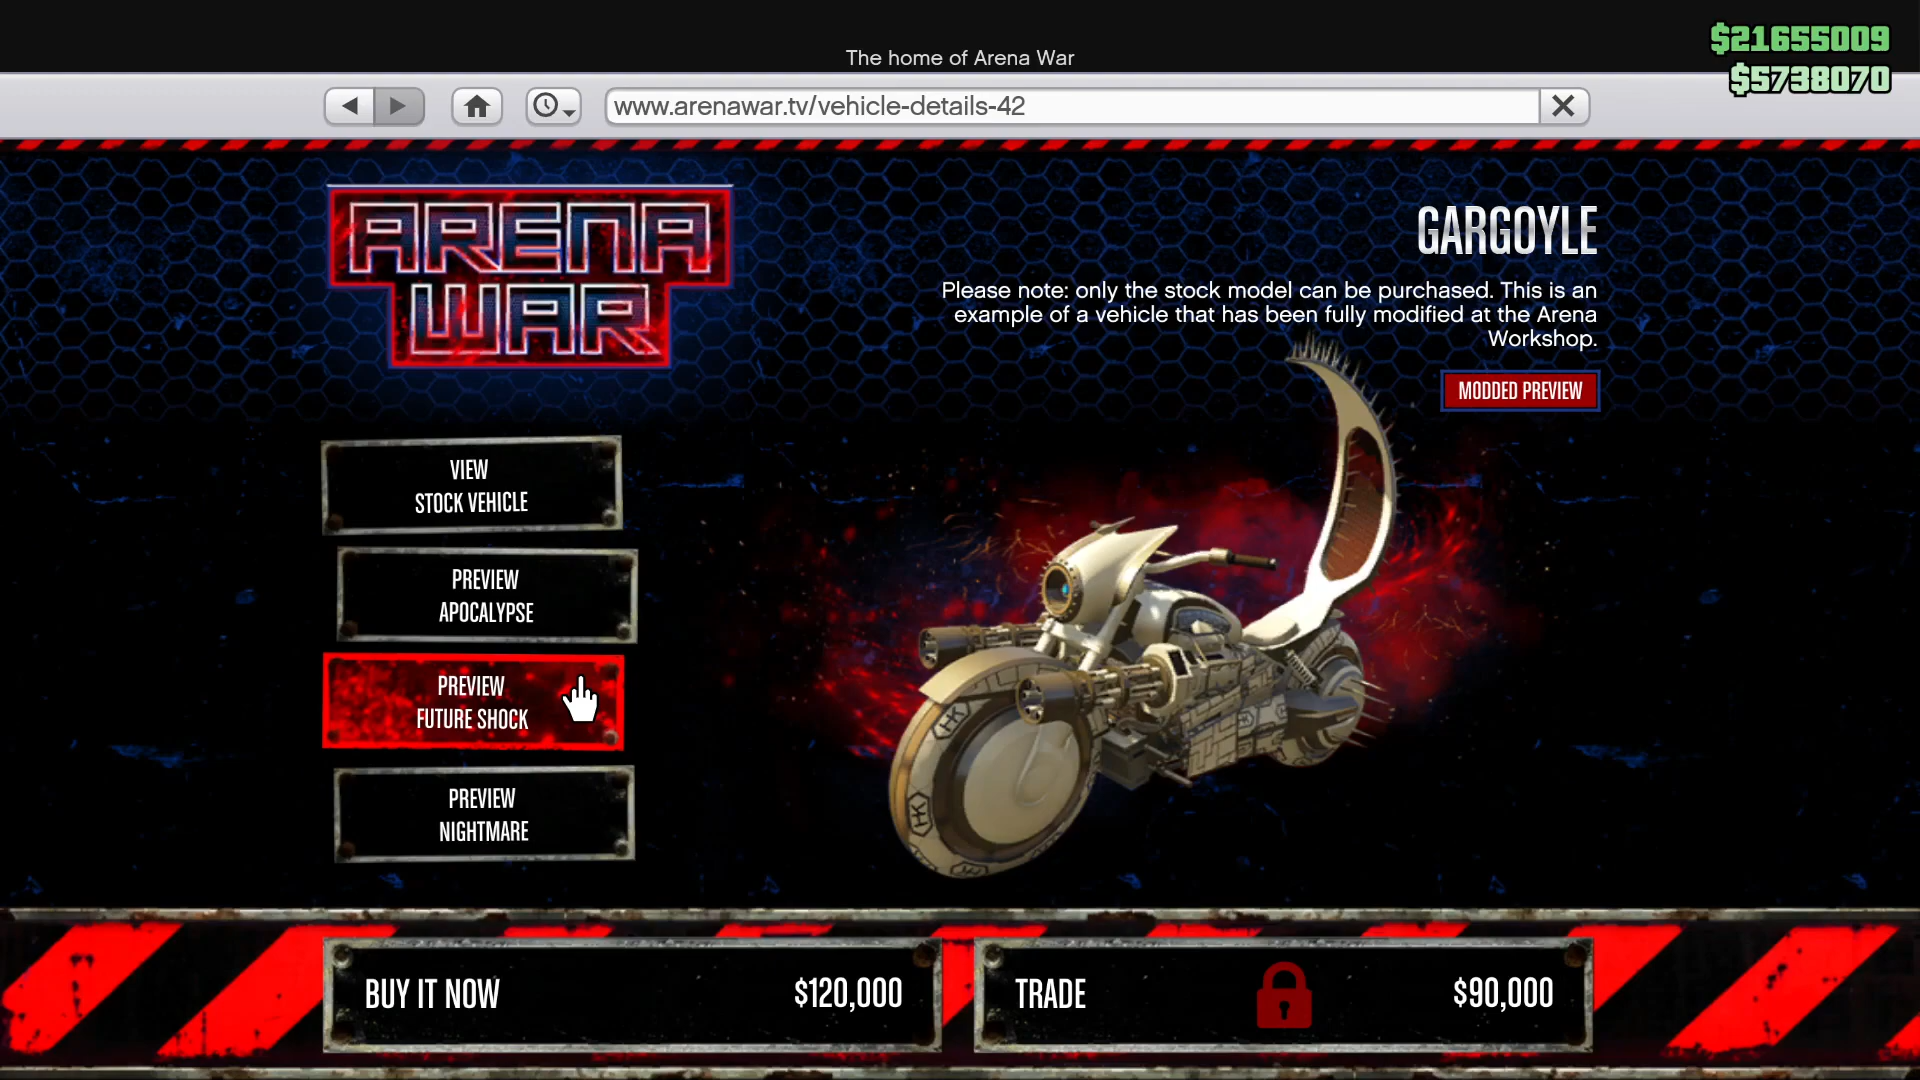 $21655009
The home of Arena War
$5738070
www.arenawar.tv/vehicle-details-42
ARENA
WAR
GARGOYLE
Please note: only the stock model can be purchased. This is an
example of a vehicle that has been fully modified at the Arena
Workshop.
MODDED PREVIEW
VIEW
STOCK VEHICLE
PREVIEW
APOCALYPSE
PREVIEW
FUTURE SHOCK
PREVIEW
NIGHTMARE
BUY IT NOW $120,000
TRADE $90,000